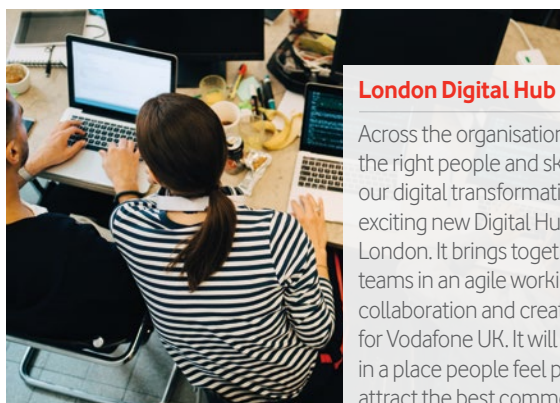 London Digital Hub
Across the organisation
the right people and sk
our digital transformati
exciting new Digital Hu
London. It brings toget
teams in an agile worki
collaboration and creat
for Vodafone UK. It will
in a place people feel p
attract the best comm